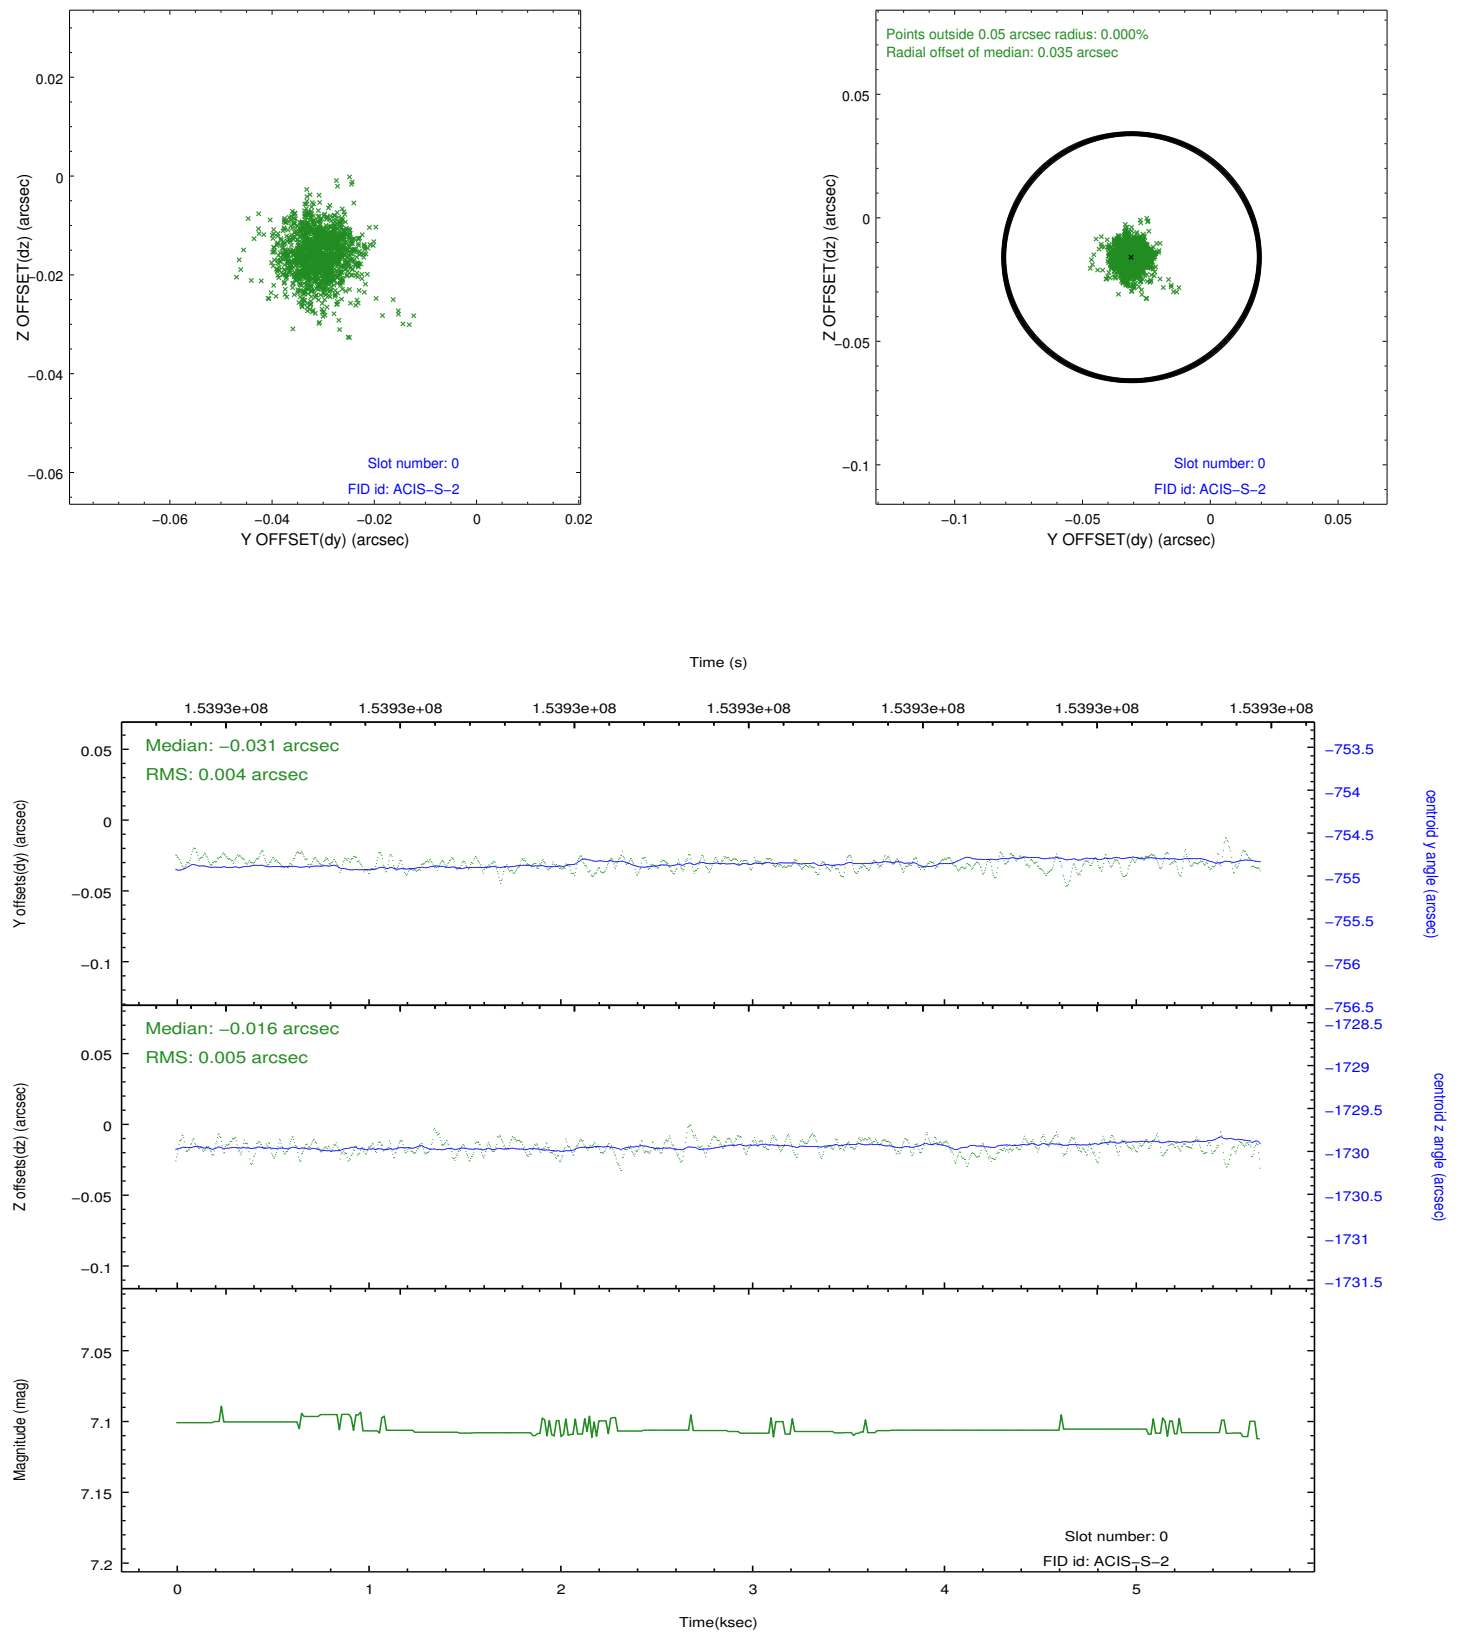 0.02
0
−0.02
−0.04
−0.06
Z OFFSET(dz) (arcsec)
Slot number: 0
FID id: ACIS−S−2
−0.06
−0.04
−0.02
0
0.02
Y OFFSET(dy) (arcsec)
Points outside 0.05 arcsec radius: 0.000%
Radial offset of median: 0.035 arcsec
0.05
0
−0.05
−0.1
Z OFFSET(dz) (arcsec)
Slot number: 0
FID id: ACIS−S−2
−0.1
−0.05
0
0.05
Y OFFSET(dy) (arcsec)
Time (s)
1.5393e+08
1.5393e+08
1.5393e+08
1.5393e+08
1.5393e+08
1.5393e+08
1.5393e+08
Median: −0.031 arcsec
RMS: 0.004 arcsec
0.05
0
−0.05
−0.1
Y offsets(dy) (arcsec)
−753.5
−754
−754.5
−755
−755.5
−756
−756.5
centroid y angle (arcsec)
Median: −0.016 arcsec
RMS: 0.005 arcsec
0.05
0
−0.05
−0.1
Z offsets(dz) (arcsec)
−1728.5
−1729
−1729.5
−1730
−1730.5
−1731
−1731.5
centroid z angle (arcsec)
7.05
7.1
7.15
7.2
Magnitude (mag)
Slot number: 0
FID id: ACIS−S−2
0
1
2
3
4
5
Time(ksec)